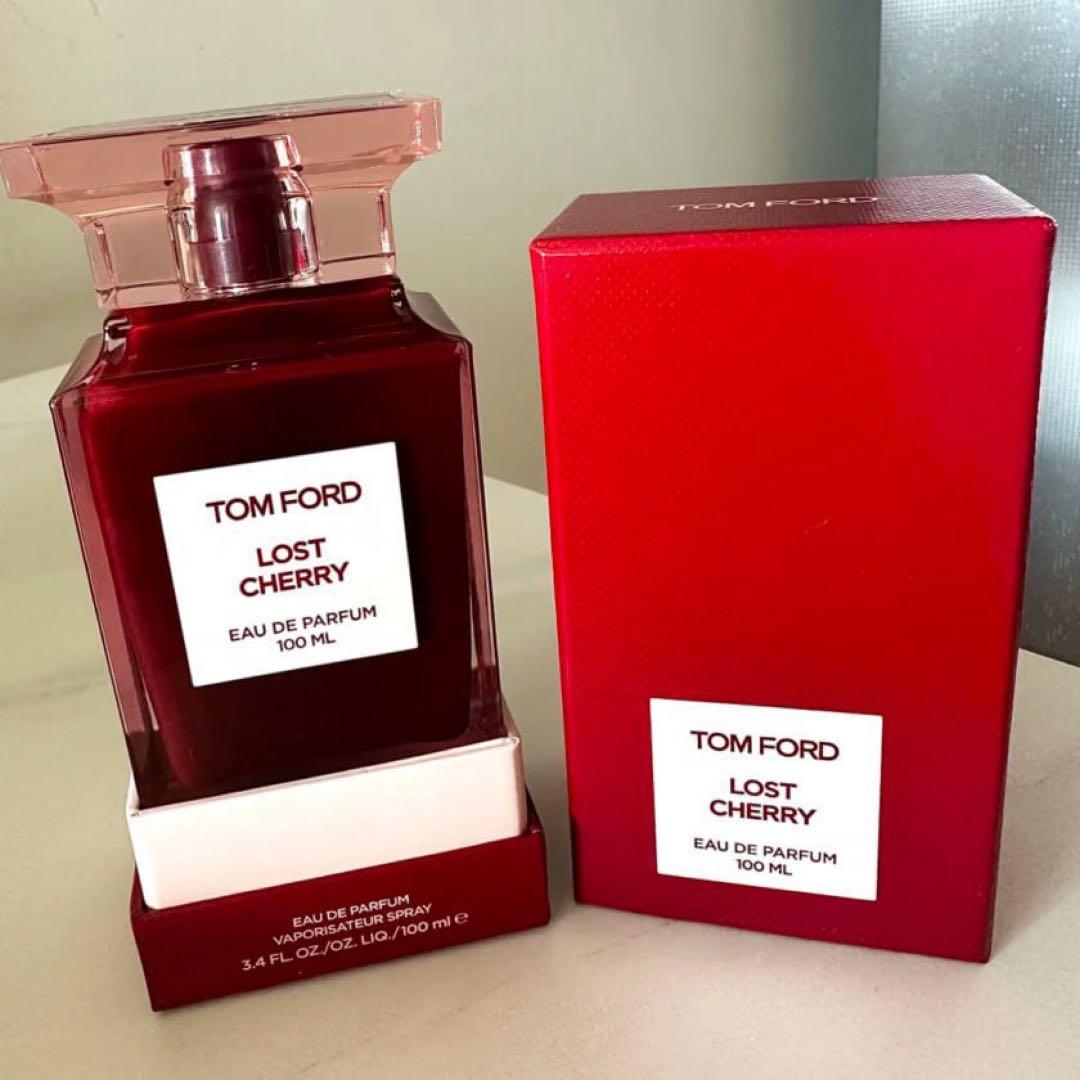 TOM FORD
LOST
CHERRY
EAU DE PARFUM
100 ML
EAU DE PARFUM
VAPORISATEUR SPRAY
3.4 FL. OZ./OZ. LIQ./100 ml ℮
TOM FORD
TOM FORD
LOST
CHERRY
EAU DE PARFUM
100 ML